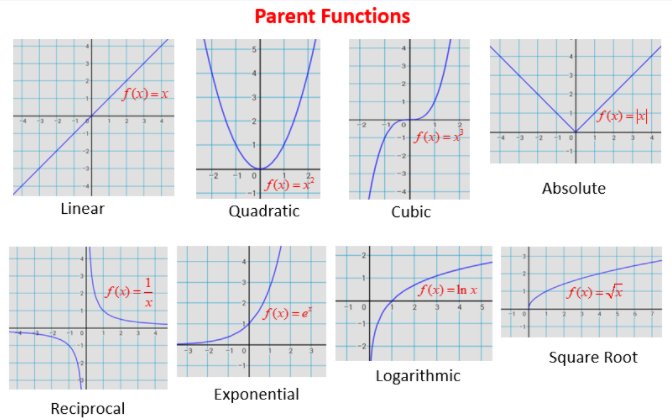 Parent Functions
f(x) = x
Linear
f(x) = x²
Quadratic
f(x) = x³
Cubic
f(x) = |x|
Absolute
f(x) = 1/x
Reciprocal
f(x) = eˣ
Exponential
f(x) = ln x
Logarithmic
f(x) = √x
Square Root